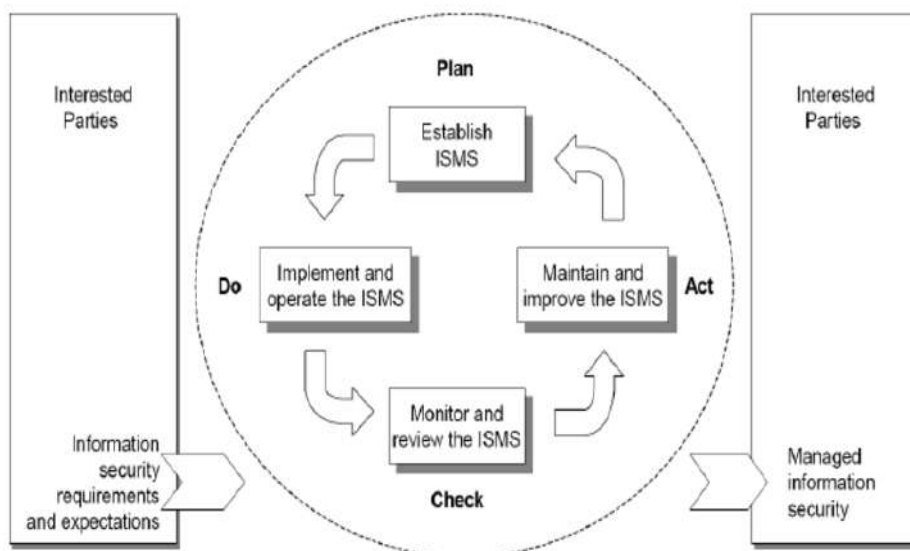 Interested
Parties
Information
security
requirements
and expectations
Plan
Establish
ISMS
Do
Implement and
operate the ISMS
Maintain and
improve the ISMS
Act
Monitor and
review the ISMS
Check
Interested
Parties
Managed
information
security